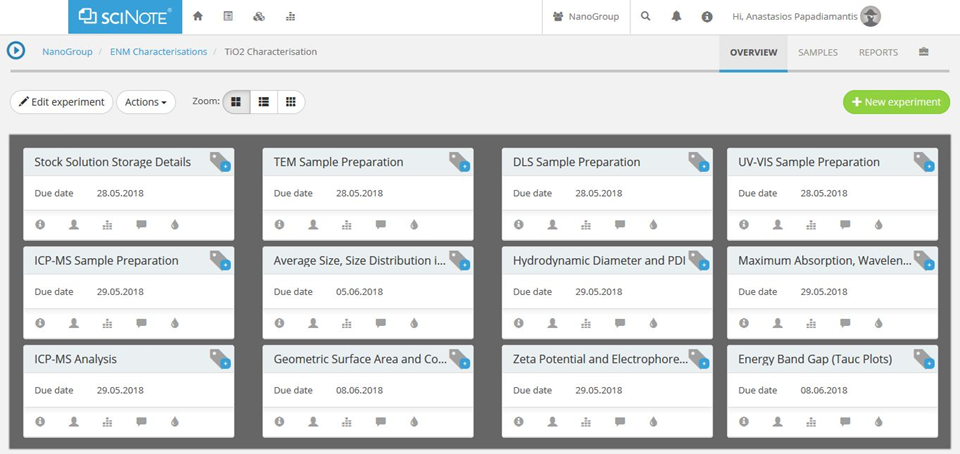 SCINOTE®
NanoGroup
Hi, Anastasios Papadiamantis
NanoGroup / ENM Characterisations / TiO2 Characterisation
OVERVIEW SAMPLES REPORTS
Edit experiment Actions Zoom: + New experiment
Stock Solution Storage Details TEM Sample Preparation DLS Sample Preparation UV-VIS Sample Preparation
Due date 28.05.2018 Due date 28.05.2018 Due date 28.05.2018 Due date 28.05.2018
ICP-MS Sample Preparation Average Size, Size Distribution i... Hydrodynamic Diameter and PDI Maximum Absorption, Wavelen...
Due date 29.05.2018 Due date 05.06.2018 Due date 29.05.2018 Due date 29.05.2018
ICP-MS Analysis Geometric Surface Area and Co... Zeta Potential and Electrophore... Energy Band Gap (Tauc Plots)
Due date 29.05.2018 Due date 08.06.2018 Due date 29.05.2018 Due date 08.06.2018